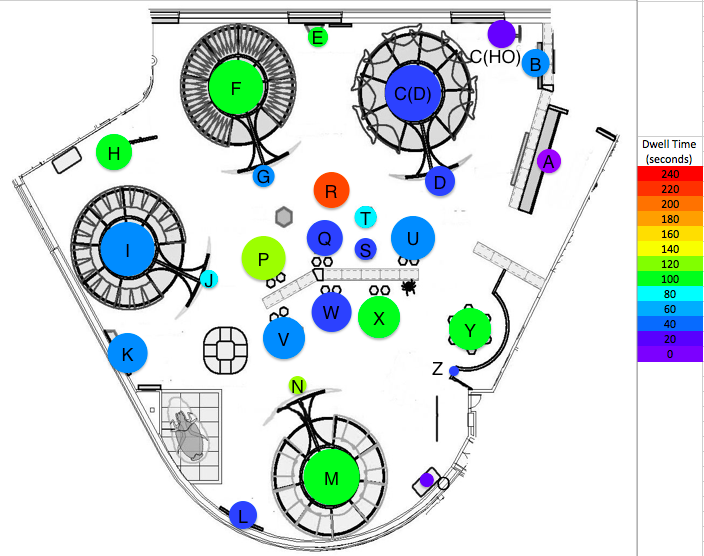 E
C(HO)
B
F
C(D)
H
A
G
D
R
T
Q
S
U
I
P
J
W
X
V
K
Y
Z
N
M
O
L
Dwell Time
(seconds)
240
220
200
180
160
140
120
100
80
60
40
20
0